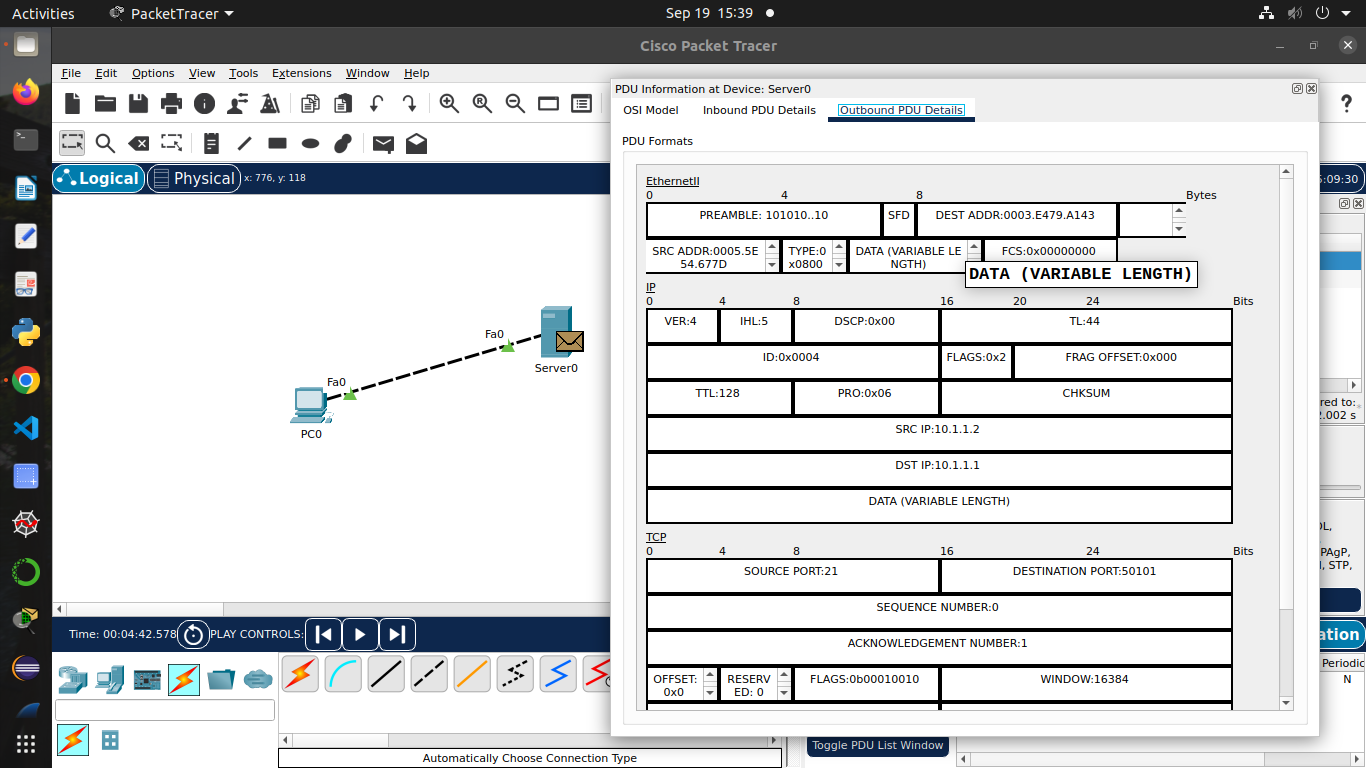 Activities PacketTracer Sep 19 15:39
Cisco Packet Tracer
File Edit Options View Tools Extensions Window Help
PDU Information at Device: Server0
OSI Model Inbound PDU Details Outbound PDU Details
PDU Formats
Logical Physical x: 776, y: 118
:09:30
EthernetII
0 4 8 Bytes
PREAMBLE: 101010..10 SFD DEST ADDR:0003.E479.A143
SRC ADDR:0005.5E TYPE:0 DATA (VARIABLE LE FCS:0x00000000
54.677D x0800 NGTH)
DATA (VARIABLE LENGTH)
IP
0 4 8 16 20 24 Bits
VER:4 IHL:5 DSCP:0x00 TL:44
ID:0x0004 FLAGS:0x2 FRAG OFFSET:0x000
TTL:128 PRO:0x06 CHKSUM
SRC IP:10.1.1.2
DST IP:10.1.1.1
DATA (VARIABLE LENGTH)
TCP
0 4 8 16 24 Bits
SOURCE PORT:21 DESTINATION PORT:50101
SEQUENCE NUMBER:0
ACKNOWLEDGEMENT NUMBER:1
OFFSET: RESERV FLAGS:0b00010010 WINDOW:16384
0x0 ED: 0
Fa0
Server0
Fa0
PC0
red to:
2.002 s
OL,
PAgP,
I, STP,
Time: 00:04:42.578 PLAY CONTROLS:
ation
Periodic
N
Automatically Choose Connection Type
Toggle PDU List Window